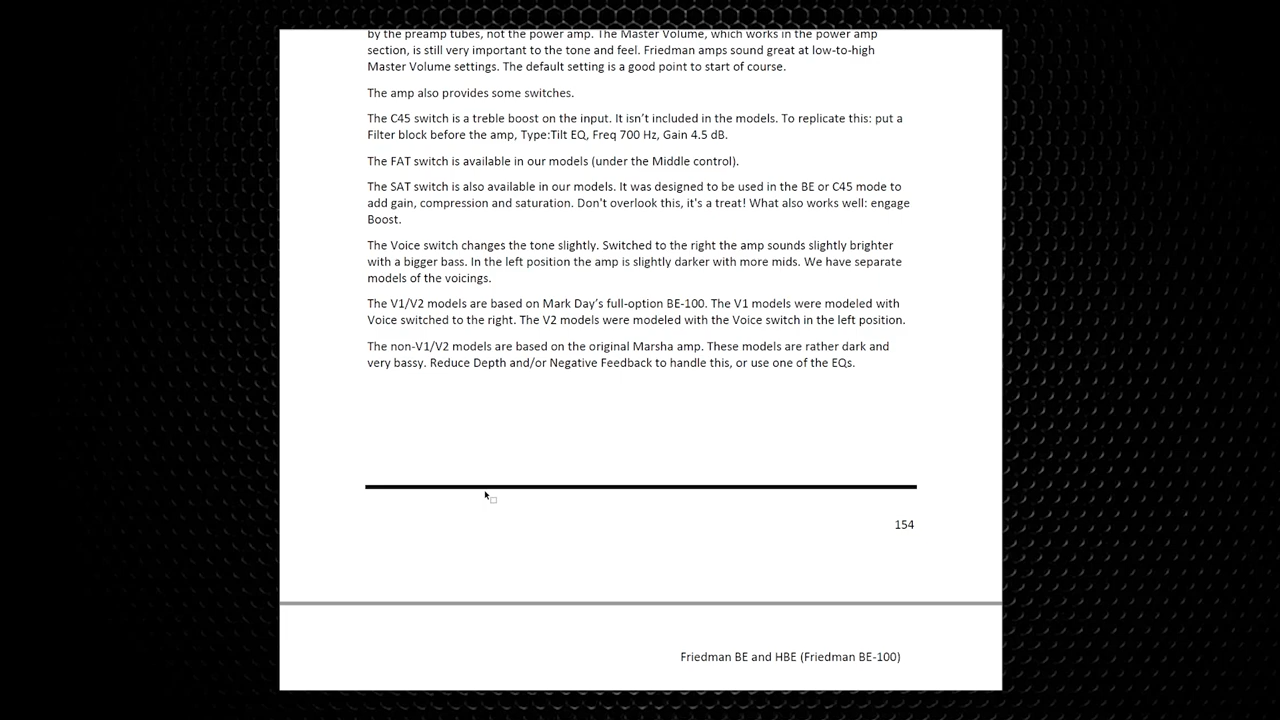 by the preamp tubes, not the power amp. The Master Volume, which works in the power amp
section, is still very important to the tone and feel. Friedman amps sound great at low-to-high
Master Volume settings. The default setting is a good point to start of course.
The amp also provides some switches.
The C45 switch is a treble boost on the input. It isn't included in the models. To replicate this: put a
Filter block before the amp, Type:Tilt EQ, Freq 700 Hz, Gain 4.5 dB.
The FAT switch is available in our models (under the Middle control).
The SAT switch is also available in our models. It was designed to be used in the BE or C45 mode to
add gain, compression and saturation. Don't overlook this, it's a treat! What also works well: engage
Boost.
The Voice switch changes the tone slightly. Switched to the right the amp sounds slightly brighter
with a bigger bass. In the left position the amp is slightly darker with more mids. We have separate
models of the voicings.
The V1/V2 models are based on Mark Day's full-option BE-100. The V1 models were modeled with
Voice switched to the right. The V2 models were modeled with the Voice switch in the left position.
The non-V1/V2 models are based on the original Marsha amp. These models are rather dark and
very bassy. Reduce Depth and/or Negative Feedback to handle this, or use one of the EQs.
154
Friedman BE and HBE (Friedman BE-100)